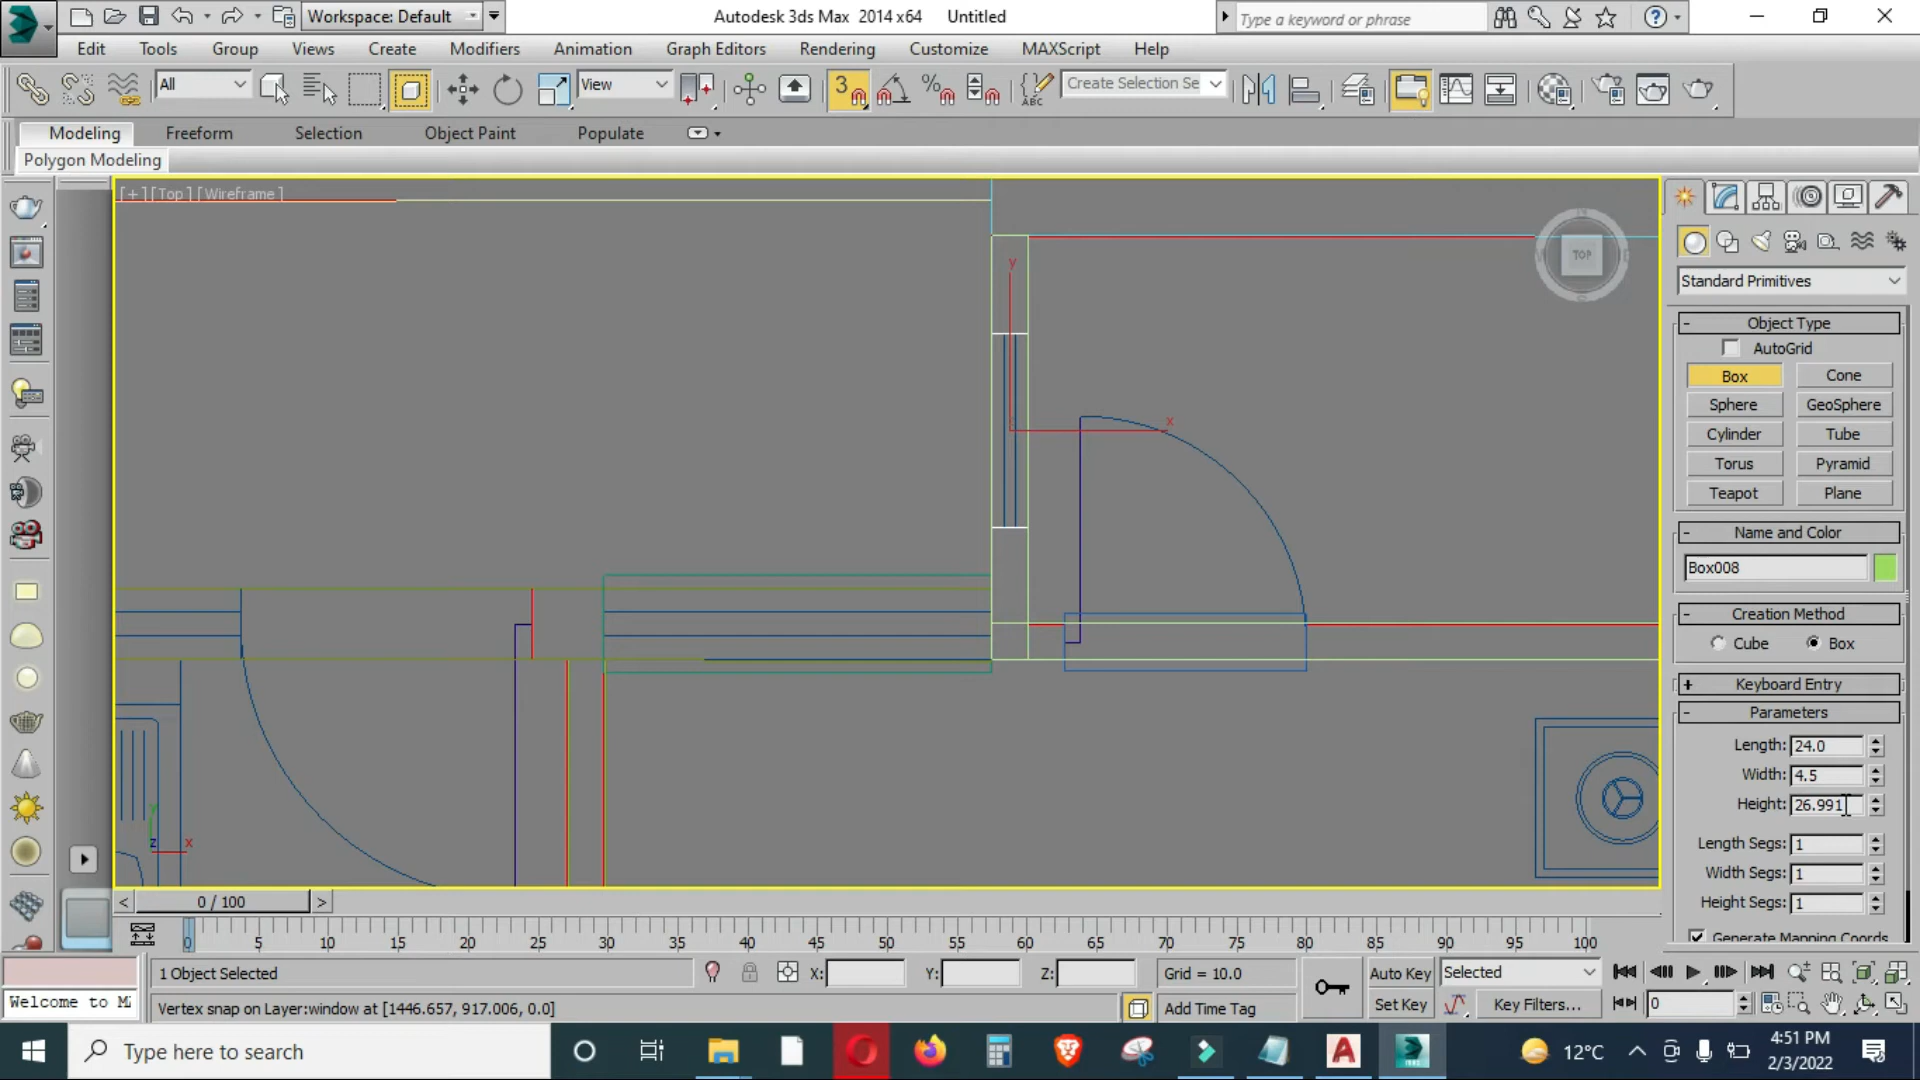 Workspace: Default
Autodesk 3ds Max 2014 x64 Untitled
Type a keyword or phrase
Edit Tools Group Views Create Modifiers Animation Graph Editors Rendering Customize MAXScript Help
All
View
3
ABC
Create Selection Se
Modeling Freeform Selection Object Paint Populate
Polygon Modeling
[+] [Top] [Wireframe]
TOP
y
x
z
x
Standard Primitives
- Object Type
AutoGrid
Box Cone
Sphere GeoSphere
Cylinder Tube
Torus Pyramid
Teapot Plane
- Name and Color
Box008
- Creation Method
Cube Box
+ Keyboard Entry
- Parameters
Length: 24.0
Width: 4.5
Height: 26.991
Length Segs: 1
Width Segs: 1
Height Segs: 1
Generate Mapping Coords
< 0 / 100 >
0 5 10 15 20 25 30 35 40 45 50 55 60 65 70 75 80 85 90 95 100
1 Object Selected
X: Y: Z:
Grid = 10.0
Auto Key
Selected
Welcome to M
Vertex snap on Layer:window at [1446.657, 917.006, 0.0]
Add Time Tag
Set Key
Key Filters...
0
Type here to search
12°C
4:51 PM
2/3/2022